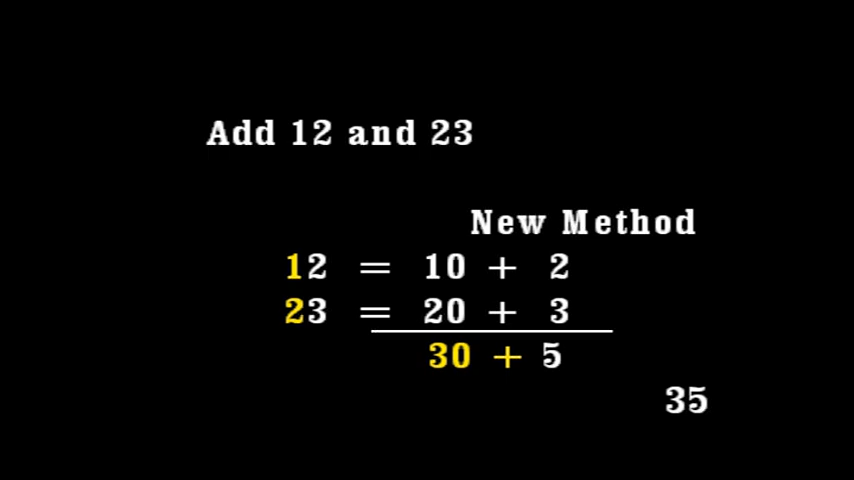 Add 12 and 23
New Method
12 = 10 + 2
23 = 20 + 3
30 + 5
35